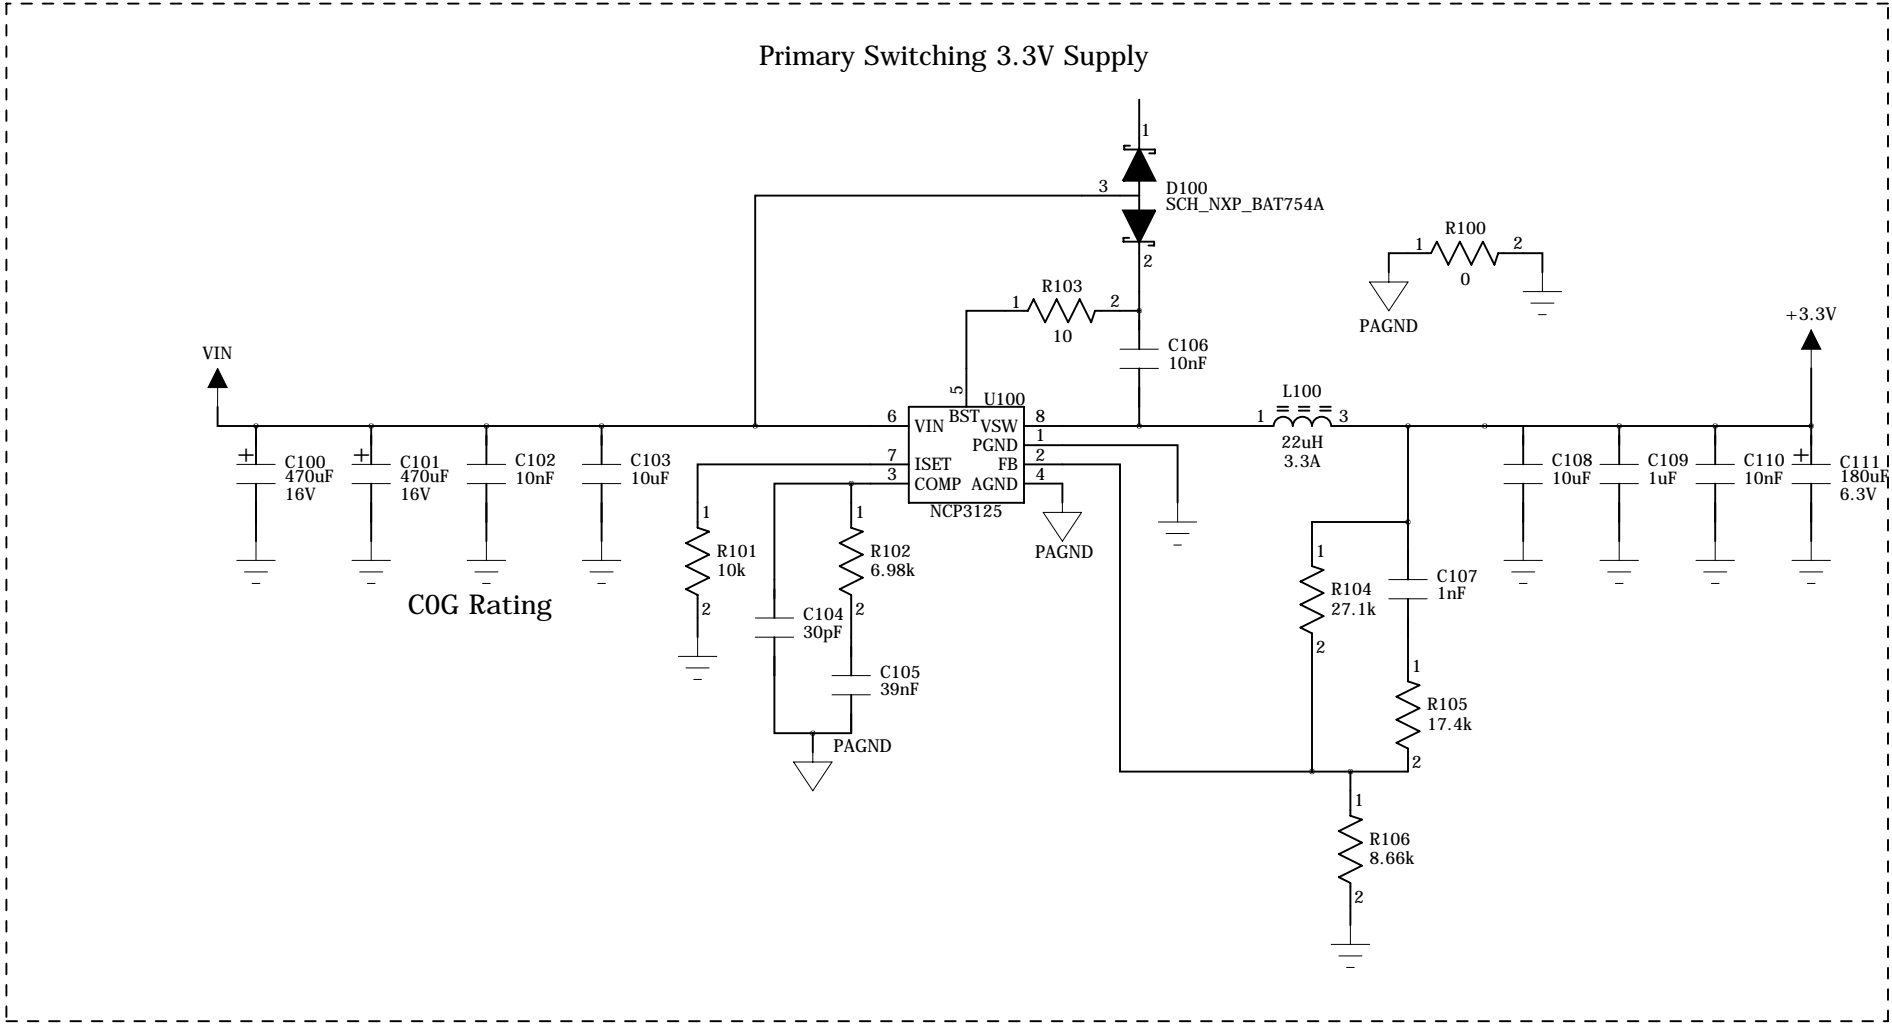 Primary Switching 3.3V Supply
1
3
D100
SCH_NXP_BAT754A
2
R100
1
2
0
PAGND
R103
1
2
10
C106
10nF
+3.3V
VIN
5
U100
BST
6
VIN
VSW
8
PGND
1
7
ISET
FB
2
3
COMP
AGND
4
NCP3125
PAGND
L100
1
3
22uH
3.3A
+
C100
470uF
16V
+
C101
470uF
16V
C102
10nF
C103
10uF
C108
10uF
C109
1uF
C110
10nF
+
C111
180uF
6.3V
C0G Rating
1
R101
10k
2
1
R102
6.98k
2
C104
30pF
C105
39nF
PAGND
1
R104
27.1k
2
C107
1nF
1
R105
17.4k
2
1
R106
8.66k
2